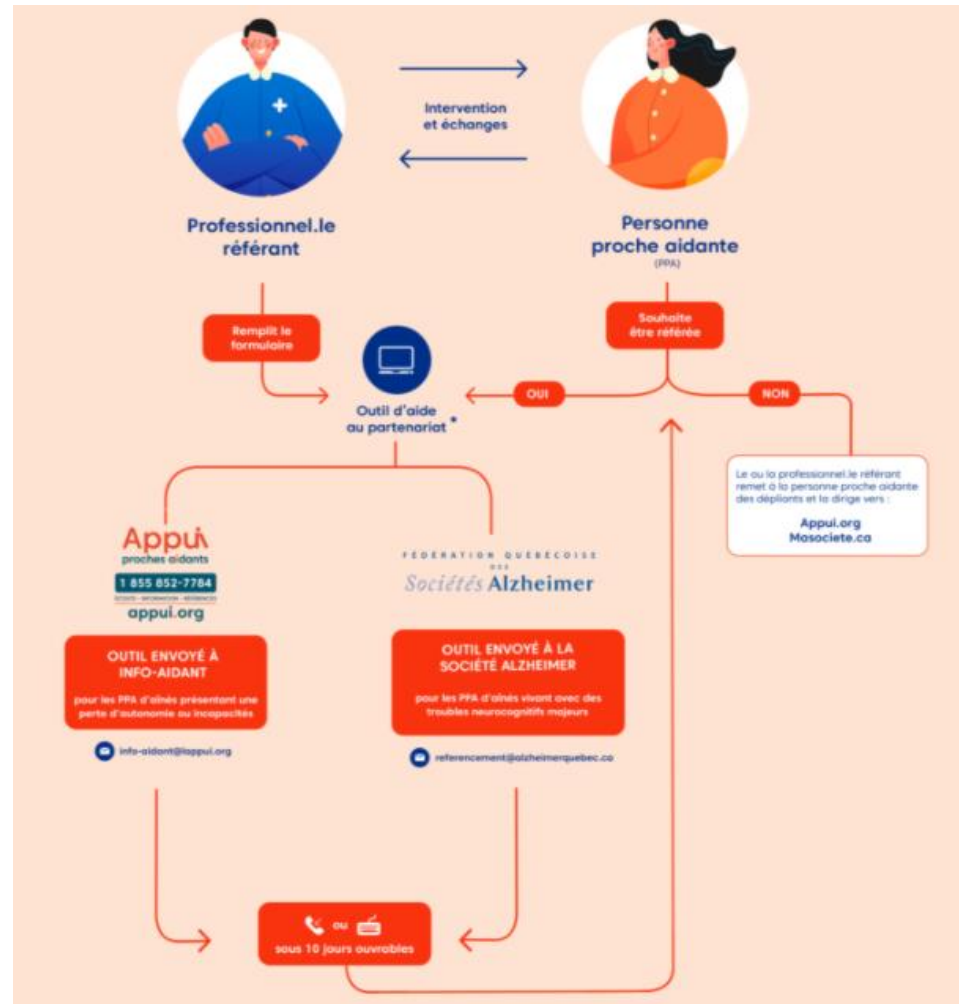 Intervention
et échanges
Professionnel.le
référant
Personne
proche aidante
(PPA)
Remplit le
formulaire
Souhaite
être référée
OUI
NON
Outil d'aide
au partenariat *
Le ou la professionnel.le référant
remet à la personne proche aidante
des dépliants et la dirige vers :
Appui.org
Masociete.ca
Appui
proches aidants
1 855 852-7784
ÉCOUTE - INFORMATION - RÉFÉRENCES
appui.org
FÉDÉRATION QUÉBÉCOISE
DES
Sociétés Alzheimer
OUTIL ENVOYÉ À
INFO-AIDANT
pour les PPA d'aînés présentant une
perte d'autonomie ou incapacités
info-aidant@lappui.org
OUTIL ENVOYÉ À LA
SOCIÉTÉ ALZHEIMER
pour les PPA d'aînés vivant avec des
troubles neurocognitifs majeurs
referencement@alzheimerquebec.ca
ou
sous 10 jours ouvrables